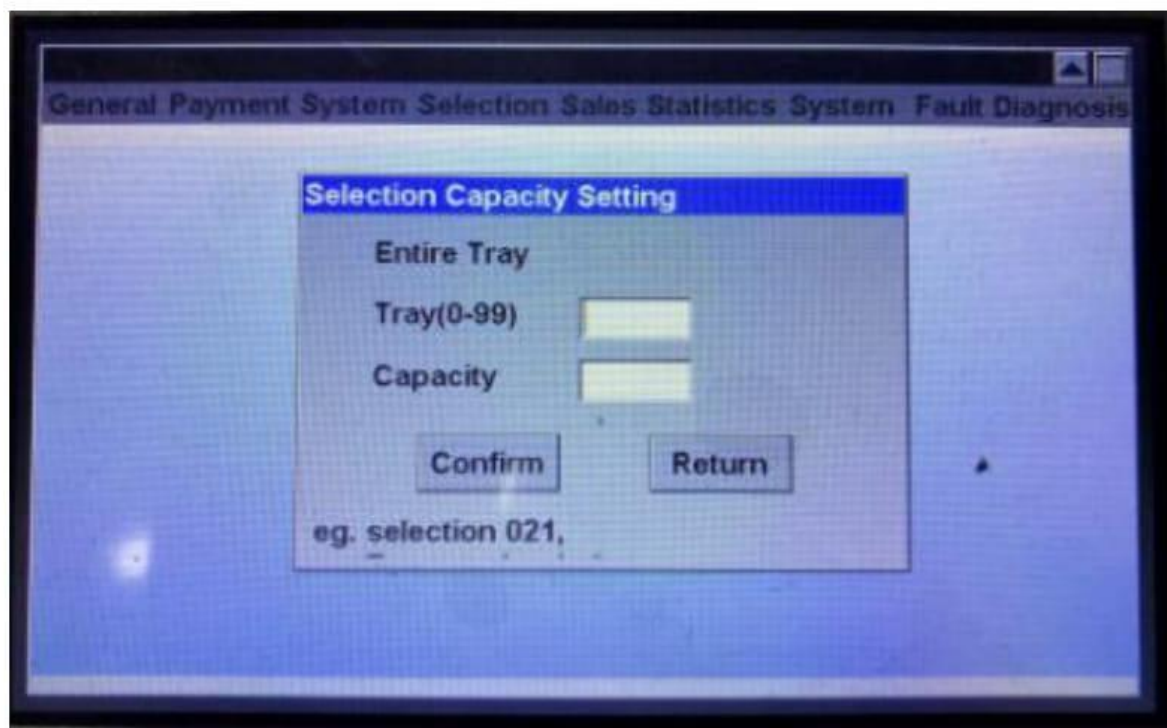 General Payment System Selection Sales Statistics System Fault Diagnosis
Selection Capacity Setting
Entire Tray
Tray(0-99)
Capacity
Confirm Return
eg. selection 021,